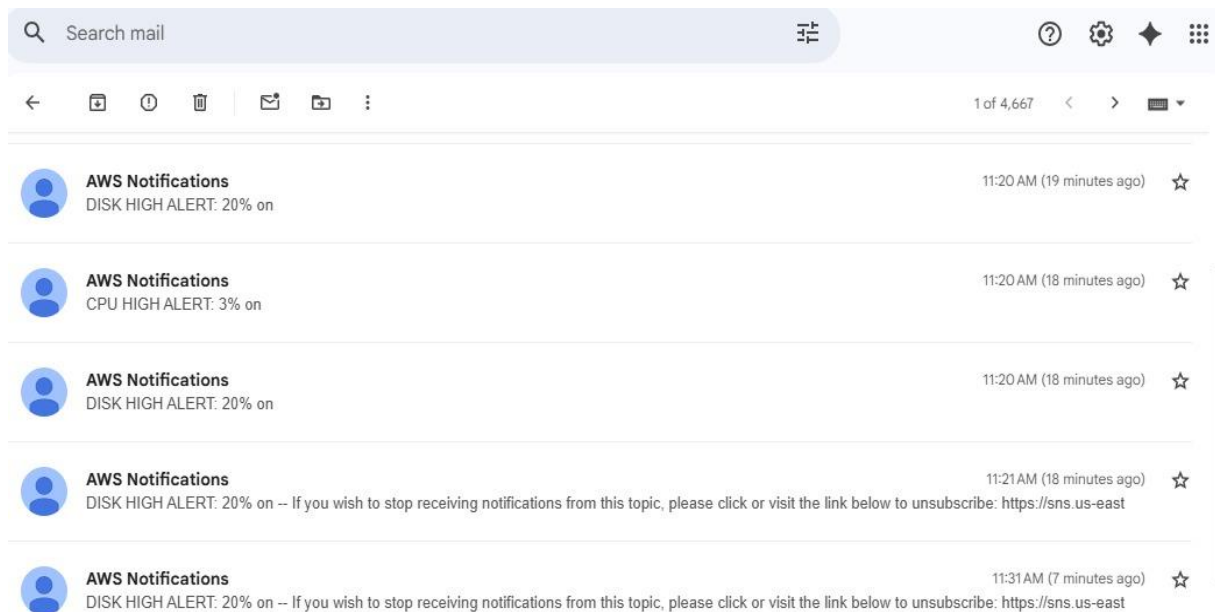 Search mail
1 of 4,667
AWS Notifications 11:20 AM (19 minutes ago)
DISK HIGH ALERT: 20% on
AWS Notifications 11:20 AM (18 minutes ago)
CPU HIGH ALERT: 3% on
AWS Notifications 11:20 AM (18 minutes ago)
DISK HIGH ALERT: 20% on
AWS Notifications 11:21 AM (18 minutes ago)
DISK HIGH ALERT: 20% on -- If you wish to stop receiving notifications from this topic, please click or visit the link below to unsubscribe: https://sns.us-east
AWS Notifications 11:31 AM (7 minutes ago)
DISK HIGH ALERT: 20% on -- If you wish to stop receiving notifications from this topic, please click or visit the link below to unsubscribe: https://sns.us-east